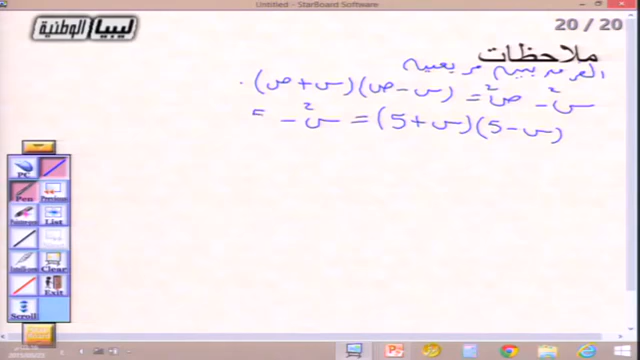 Untitled - StarBoard Software
20 / 20
ليبيا الوطنية
ملاحظات
الفرق بين مربعين
س² - ص² = (س - ص)(س + ص)
(س - 5)(س + 5) = س² - =
PC
Pen
Previous
List
Clear
Exit
Scroll